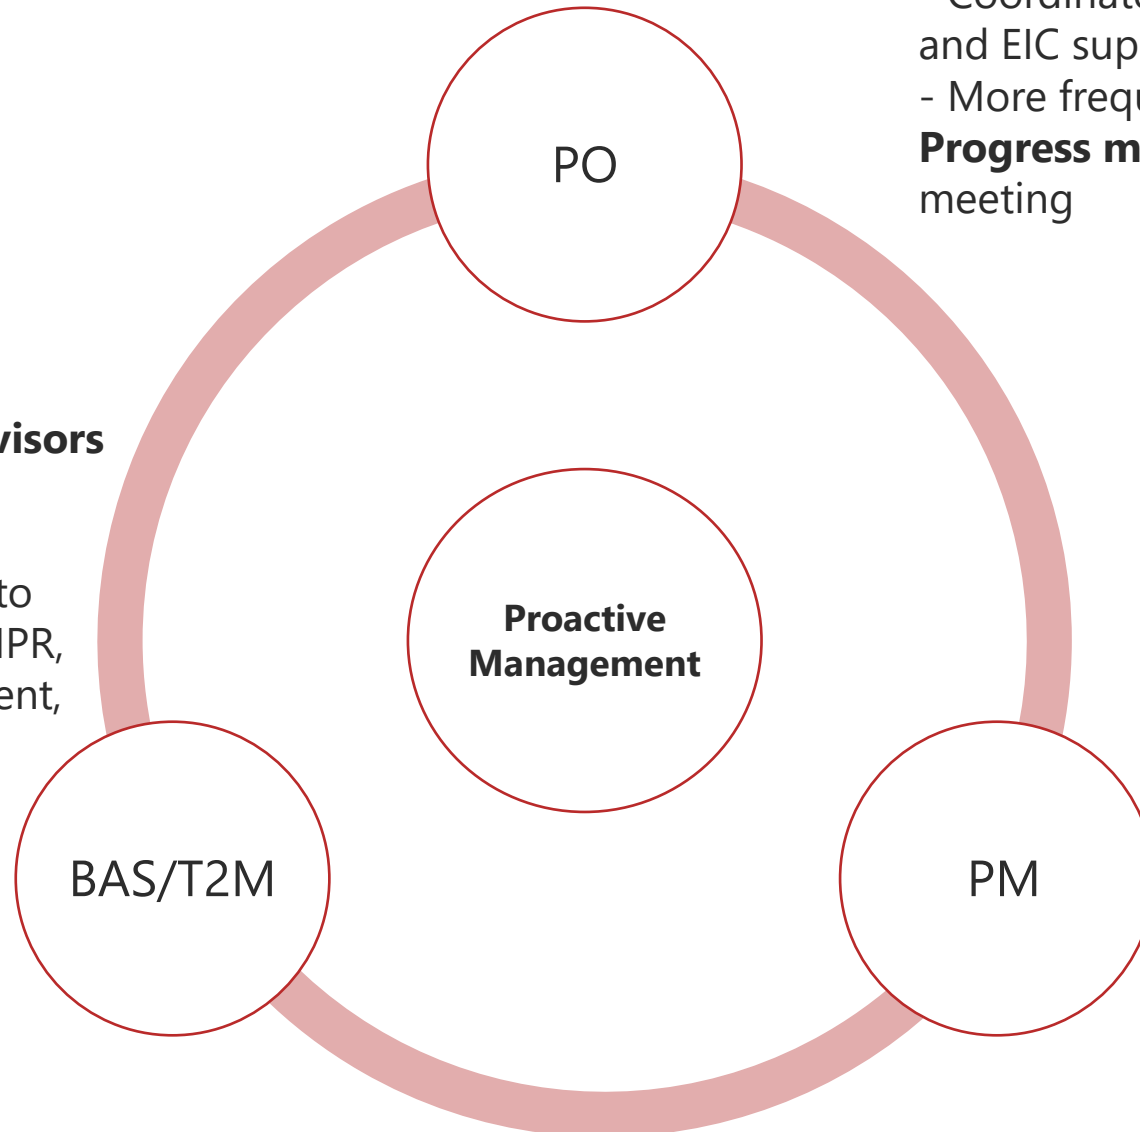 and EIC sup
- More frequ
Progress m
meeting
PO
visors
to
IPR,
ent,
Proactive
Management
BAS/T2M
PM